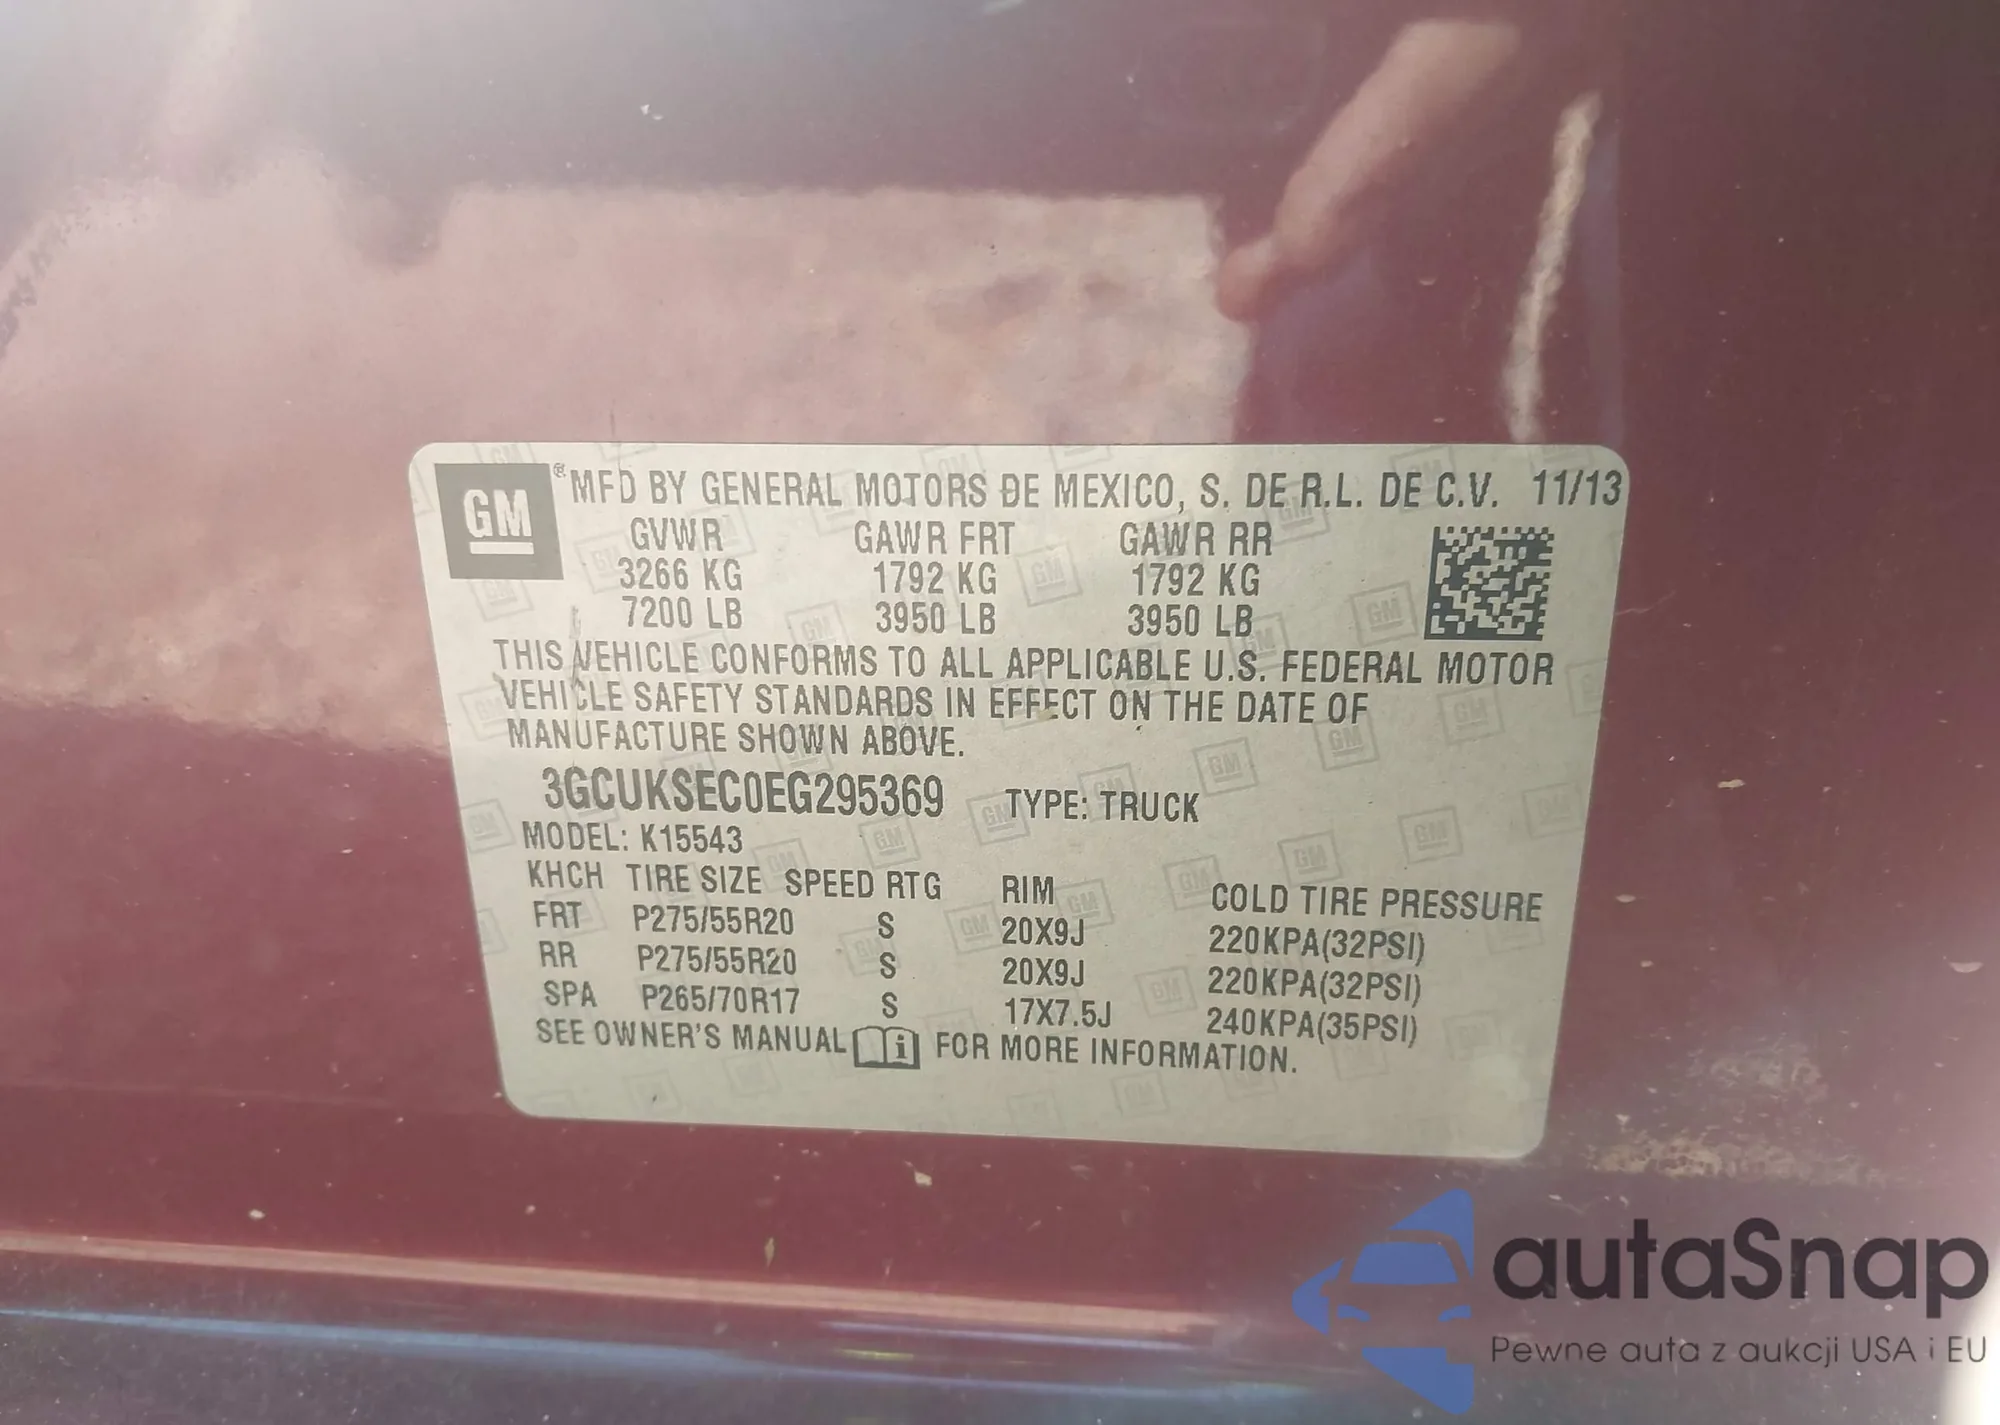 GM ® MFD BY GENERAL MOTORS DE MEXICO, S. DE R.L. DE C.V. 11/13
GVWR GAWR FRT GAWR RR
3266 KG 1792 KG 1792 KG
7200 LB 3950 LB 3950 LB
THIS VEHICLE CONFORMS TO ALL APPLICABLE U.S. FEDERAL MOTOR
VEHICLE SAFETY STANDARDS IN EFFECT ON THE DATE OF
MANUFACTURE SHOWN ABOVE.
3GCUKSEC0EG295369 TYPE: TRUCK
MODEL: K15543
KHCH TIRE SIZE SPEED RTG RIM COLD TIRE PRESSURE
FRT P275/55R20 S 20X9J 220KPA(32PSI)
RR P275/55R20 S 20X9J 220KPA(32PSI)
SPA P265/70R17 S 17X7.5J 240KPA(35PSI)
SEE OWNER'S MANUAL i FOR MORE INFORMATION.
autaSnap
Pewne auta z aukcji USA i EU